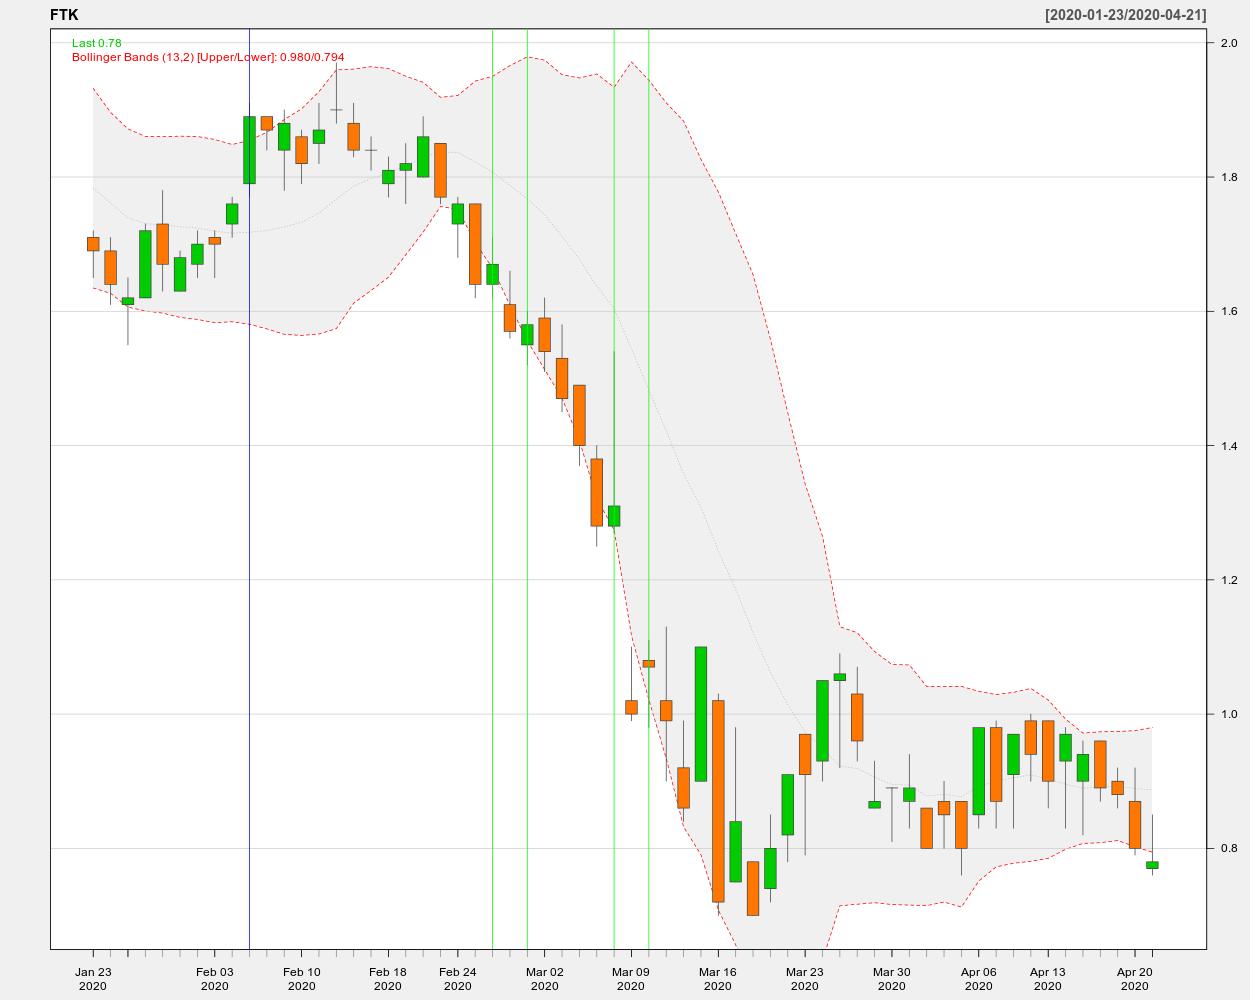 FTK
[2020-01-23/2020-04-21]
Last 0.78
Bollinger Bands (13,2) [Upper/Lower]: 0.980/0.794
2.0
1.8
1.6
1.4
1.2
1.0
0.8
Jan 23 Feb 03 Feb 10 Feb 18 Feb 24 Mar 02 Mar 09 Mar 16 Mar 23 Mar 30 Apr 06 Apr 13 Apr 20
2020 2020 2020 2020 2020 2020 2020 2020 2020 2020 2020 2020 2020